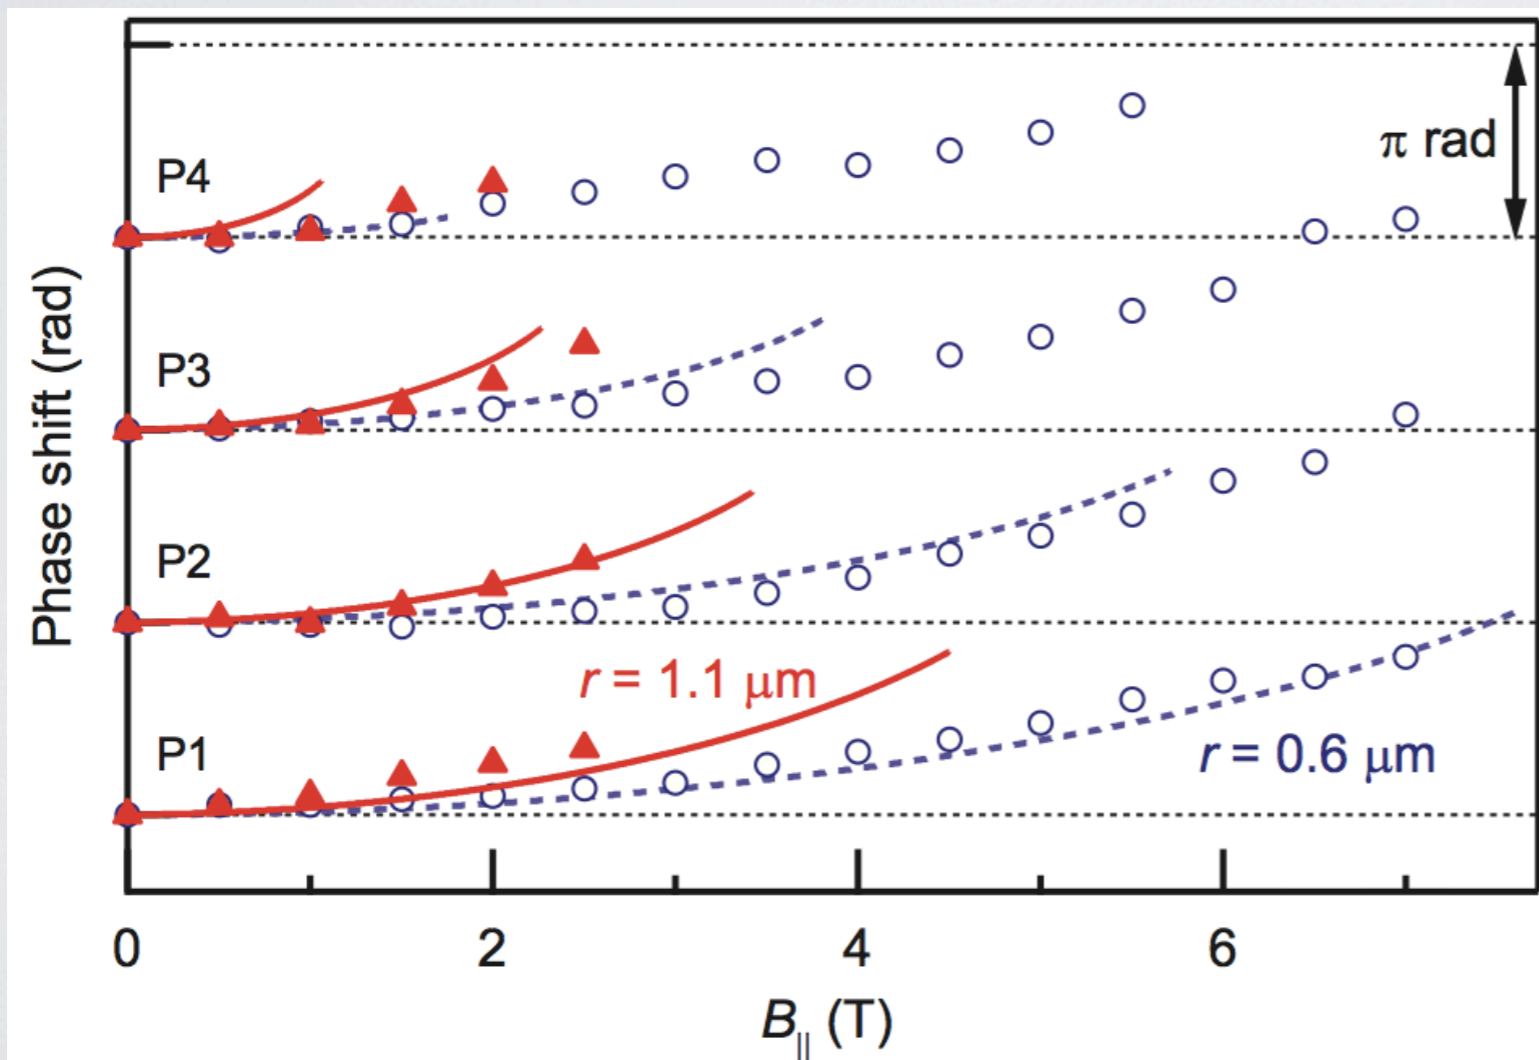 π rad
P4
P3
P2
P1
r = 1.1 μm
r = 0.6 μm
Phase shift (rad)
0 2 4 6
B|| (T)